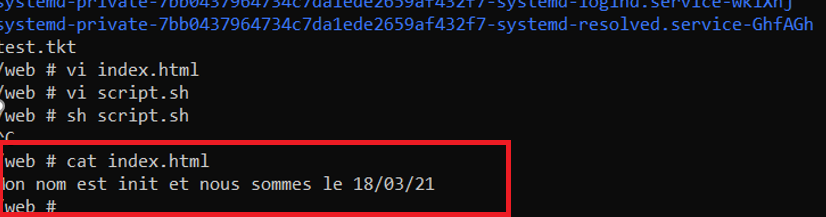 systemd-private-7bb0437964734c7da1ede2659af432f7-systemd-logind.service-wk1xhj
systemd-private-7bb0437964734c7da1ede2659af432f7-systemd-resolved.service-GhfAGh
test.tkt
/web # vi index.html
/web # vi script.sh
/web # sh script.sh
^C
/web # cat index.html
Mon nom est init et nous sommes le 18/03/21
/web #